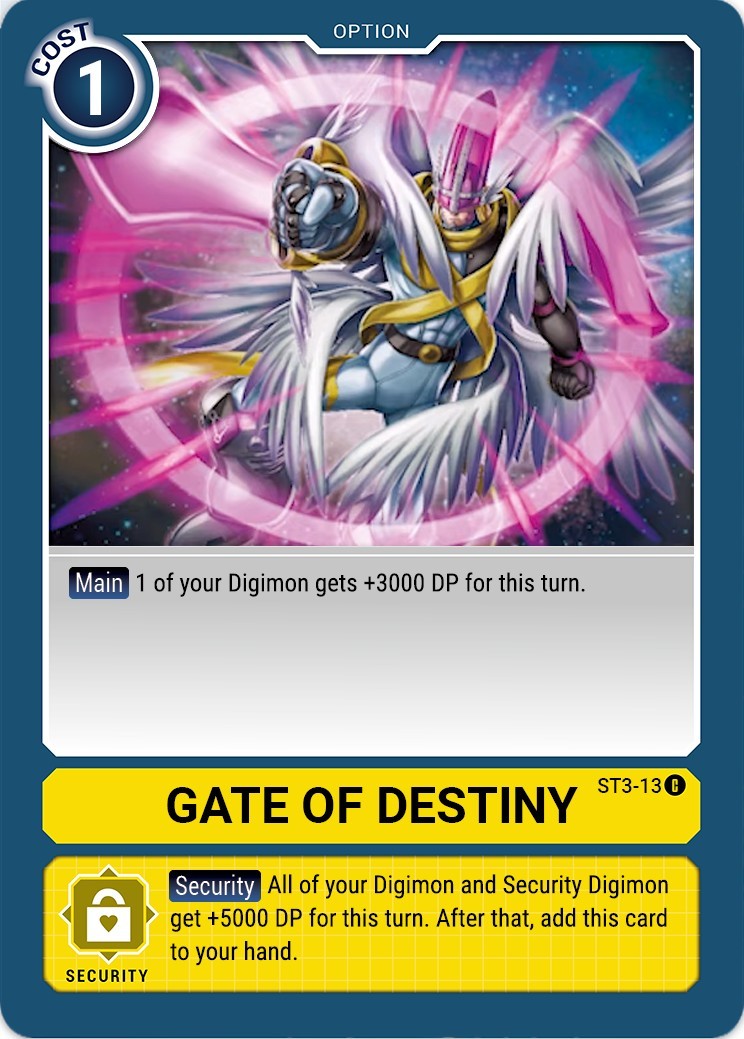 OPTION
COST
1
Main 1 of your Digimon gets +3000 DP for this turn.
ST3-13 C
GATE OF DESTINY
Security All of your Digimon and Security Digimon
get +5000 DP for this turn. After that, add this card
to your hand.
SECURITY